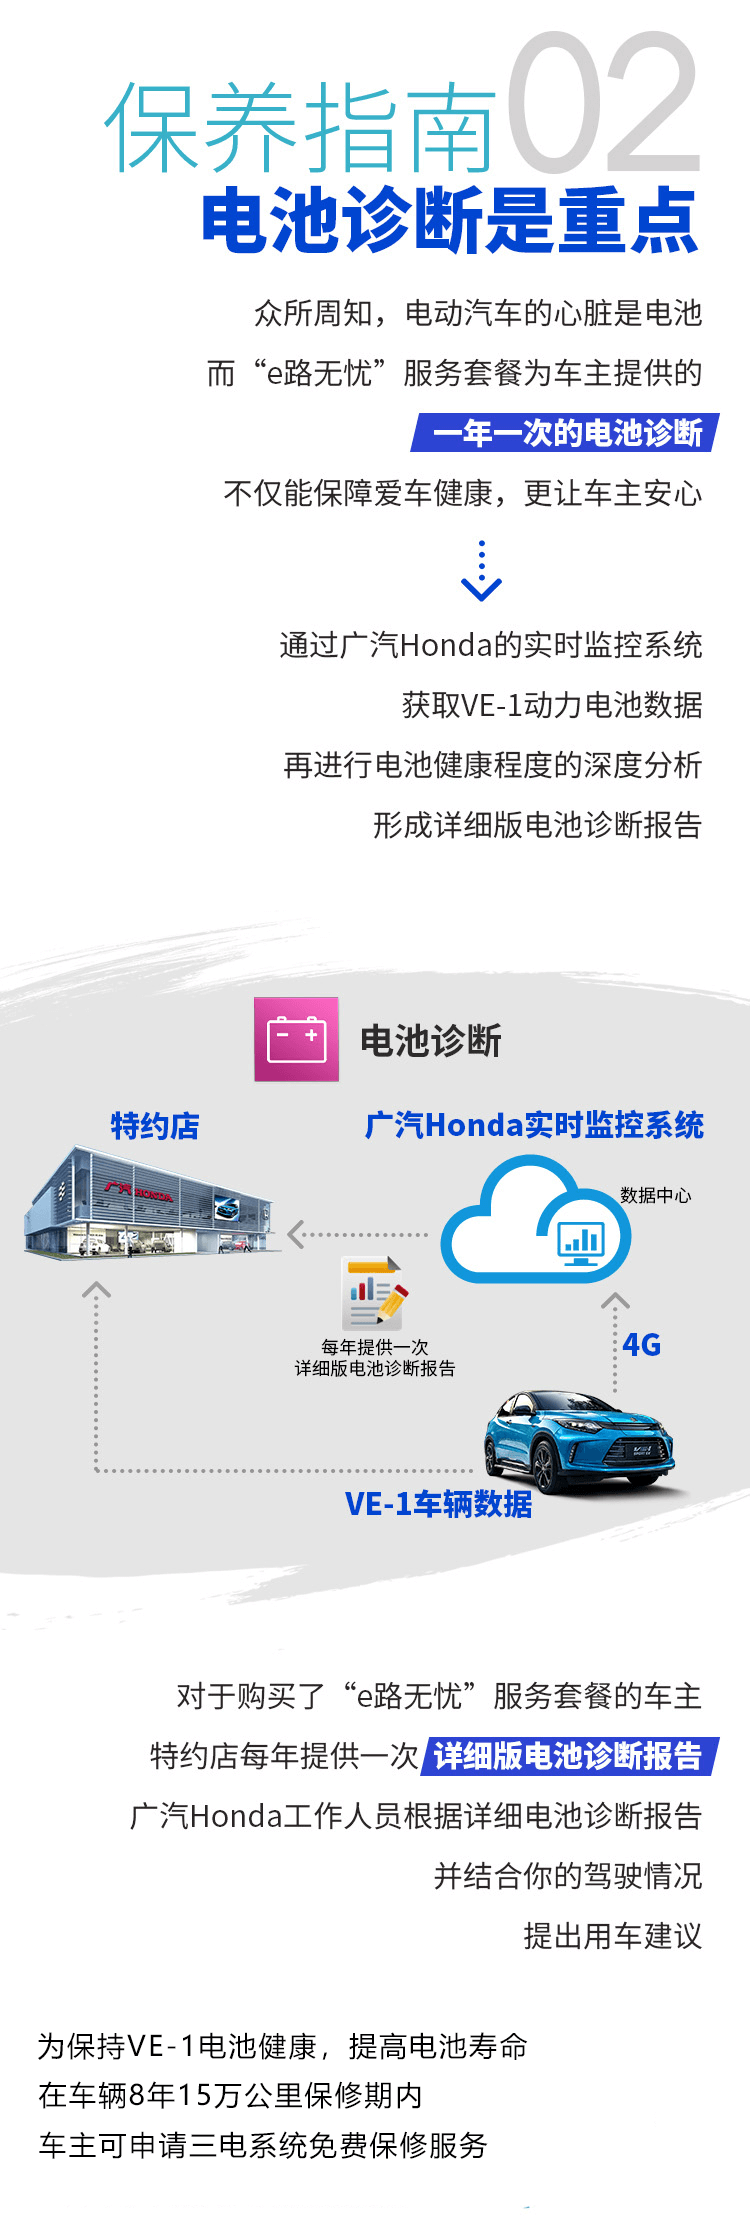 保养指南02
电池诊断是重点
众所周知，电动汽车的心脏是电池
而“e路无忧”服务套餐为车主提供的
一年一次的电池诊断
不仅能保障爱车健康，更让车主安心
通过广汽Honda的实时监控系统
获取VE-1动力电池数据
再进行电池健康程度的深度分析
形成详细版电池诊断报告
电池诊断
特约店
广汽Honda实时监控系统
广汽 HONDA
数据中心
每年提供一次
详细版电池诊断报告
4G
VE-1车辆数据
对于购买了“e路无忧”服务套餐的车主
特约店每年提供一次 详细版电池诊断报告
广汽Honda工作人员根据详细电池诊断报告
并结合你的驾驶情况
提出用车建议
为保持VE-1电池健康，提高电池寿命
在车辆8年15万公里保修期内
车主可申请三电系统免费保修服务